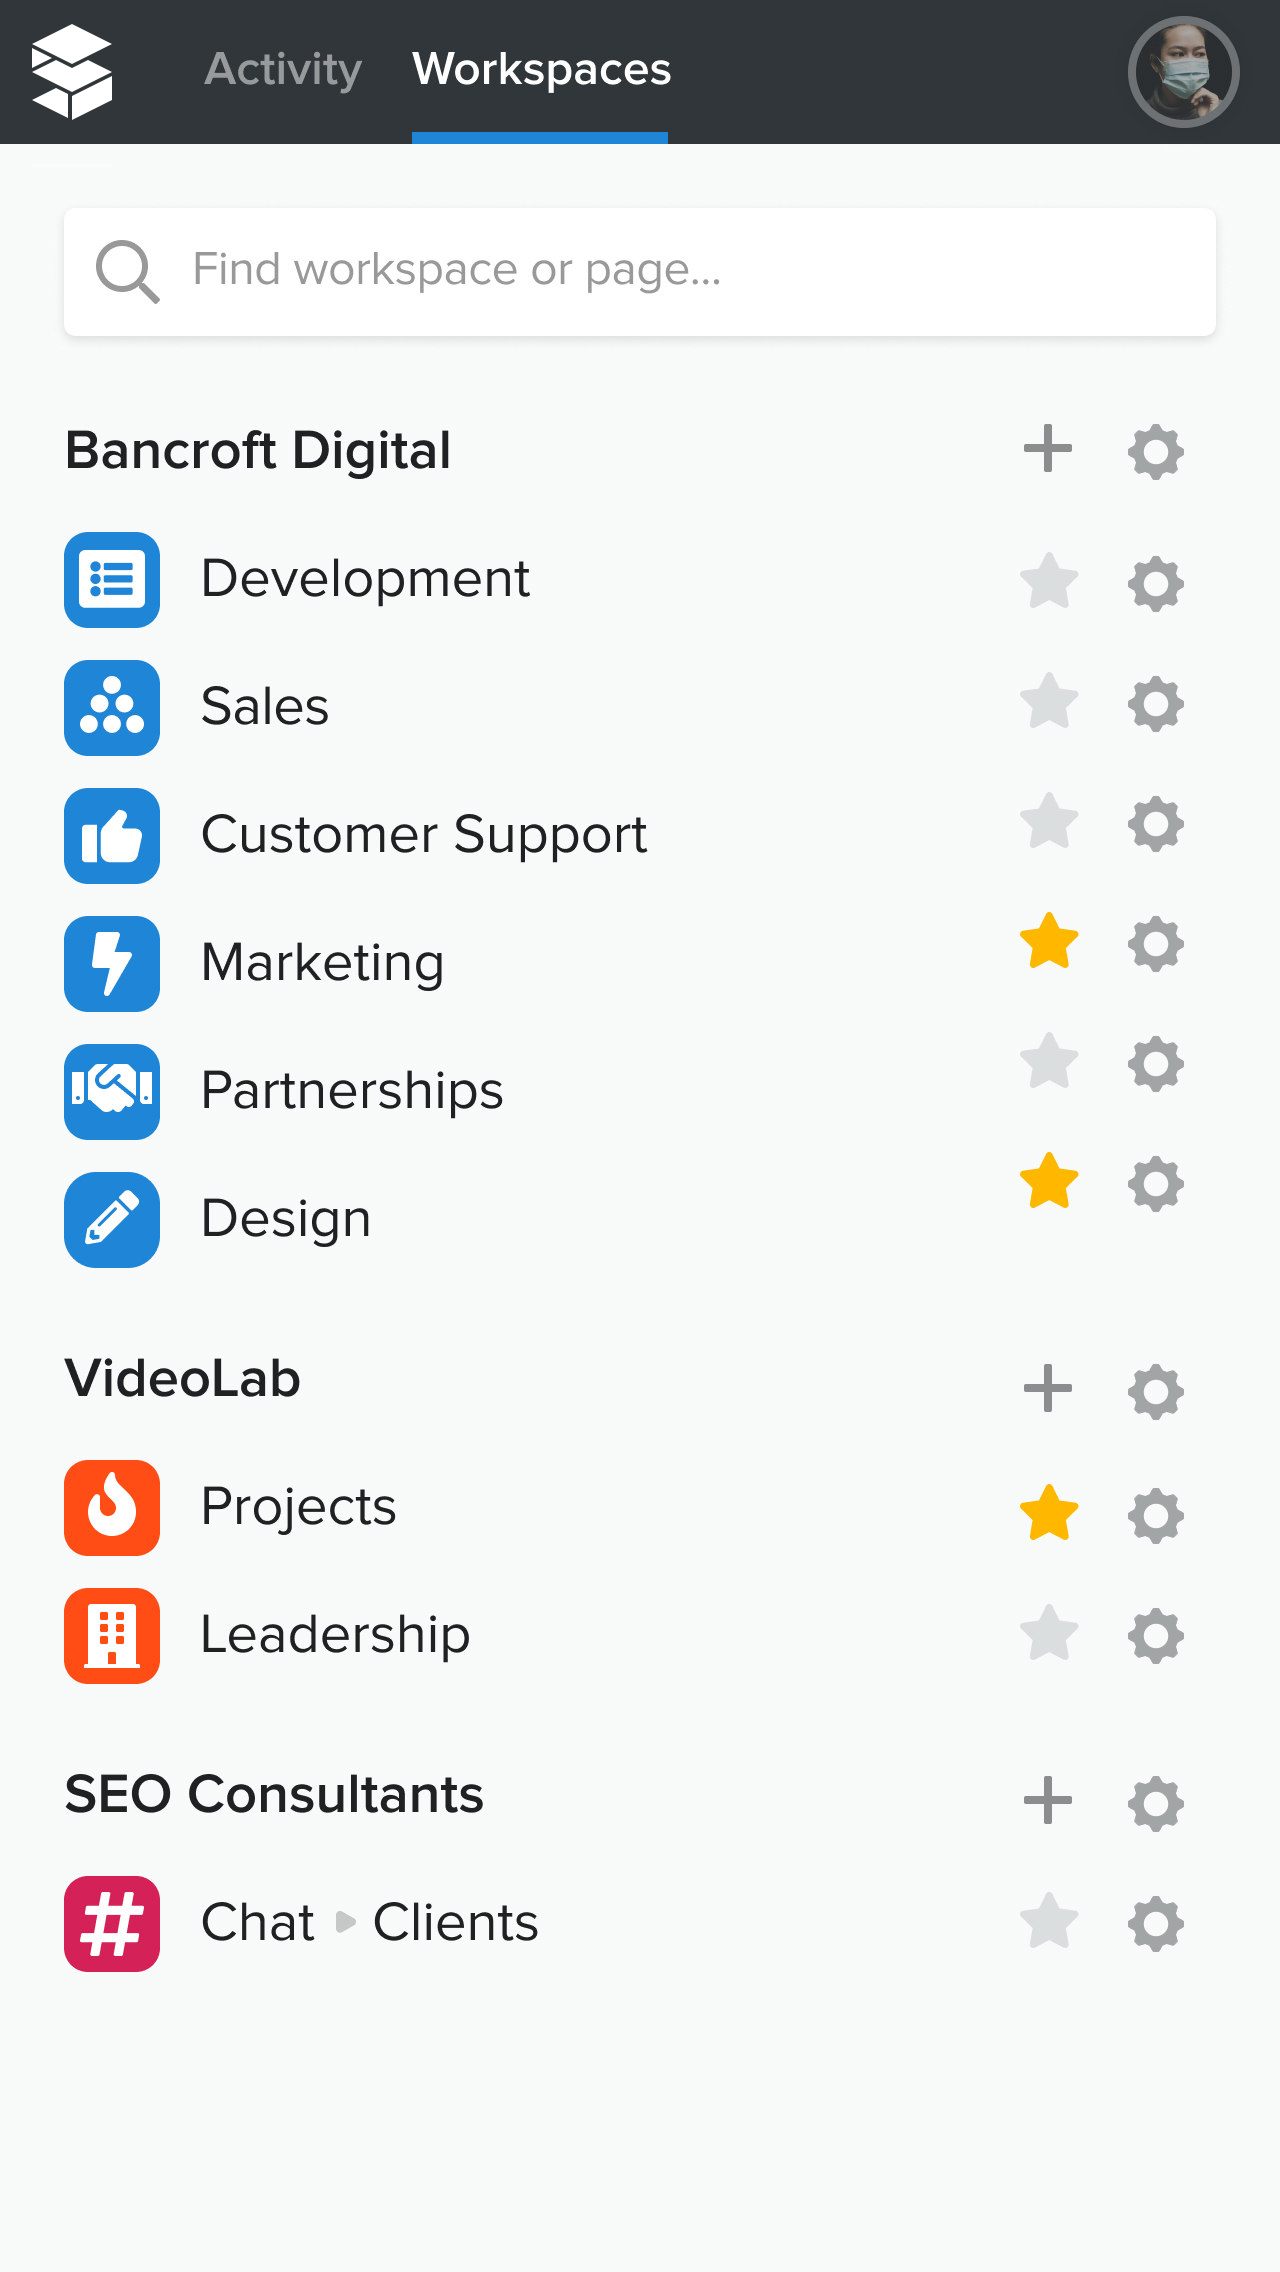 Activity Workspaces
Find workspace or page...
Bancroft Digital
Development
Sales
Customer Support
Marketing
Partnerships
Design
VideoLab
Projects
Leadership
SEO Consultants
Chat Clients